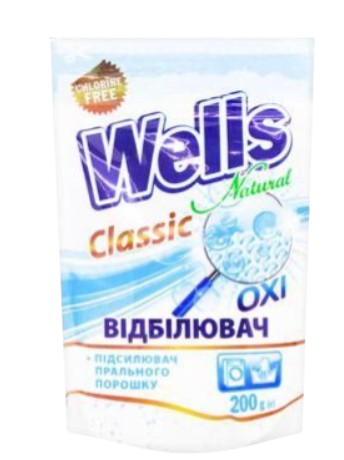 CHLORINE
FREE
Wells
Natural
Classic
OXI
ВІДБІЛЮВАЧ
• ПІДСИЛЮВАЧ
ПРАЛЬНОГО
ПОРОШКУ
200 g